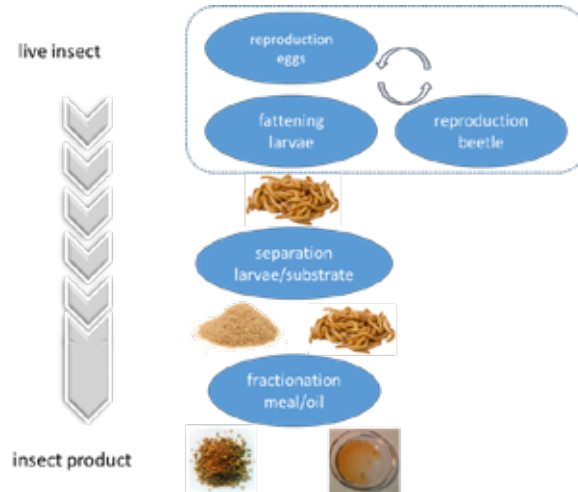 live insect
reproduction
eggs
fattening
larvae
reproduction
beetle
separation
larvae/substrate
fractionation
meal/oil
insect product